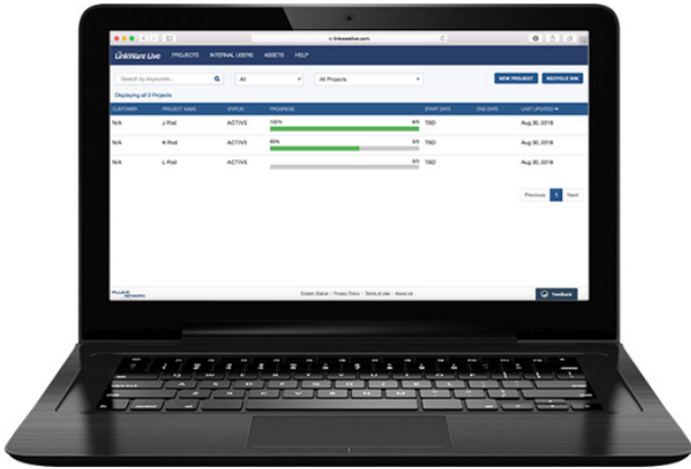 linkwarelive.com
LinkWare Live PROJECTS INTERNAL USERS ASSETS HELP
Search by keywords... All All Projects NEW PROJECT RECYCLE BIN
Displaying all 3 Projects
CUSTOMER PROJECT NAME STATUS PROGRESS START DATE END DATE LAST UPDATED
N/A J Pod ACTIVE 100% TBD Aug 30, 2018
N/A K Pod ACTIVE 60% TBD Aug 30, 2018
N/A L Pod ACTIVE 0/0 TBD Aug 30, 2018
Previous 1 Next
FLUKE networks System Status | Privacy Policy | Terms of Use | About Us Feedback